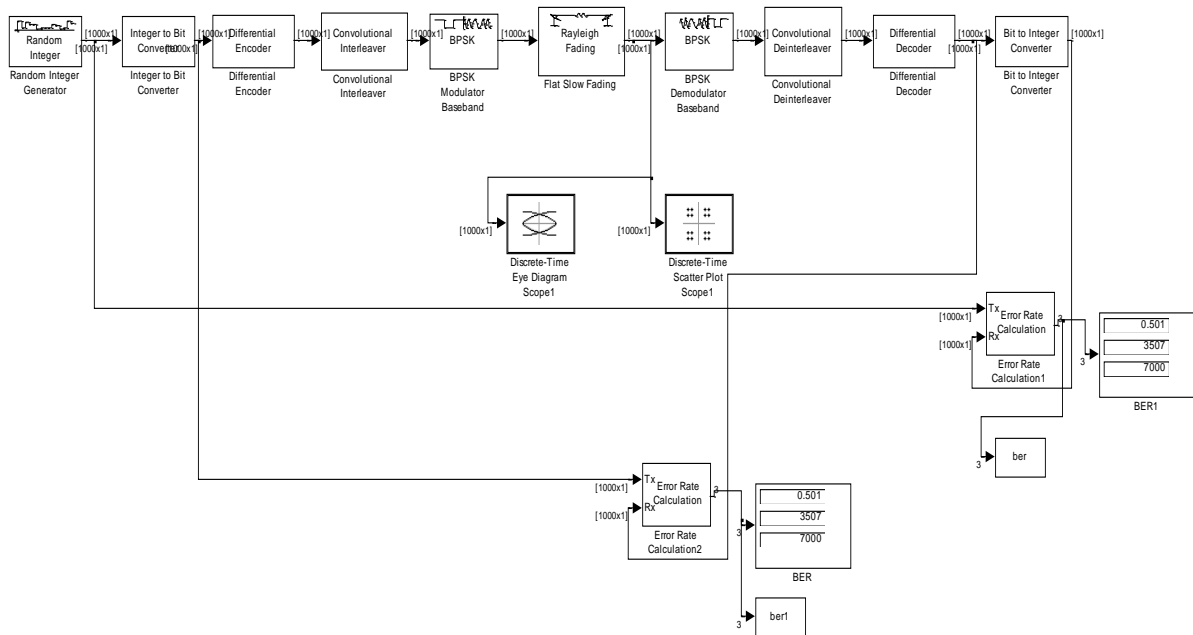 [1000x1] [1000x1] [1000x1] [1000x1] [1000x1] [1000x1] [1000x1] [1000x1] [1000x1] [1000x1] [1000x1]
Random
Integer
[1000x1]
Random Integer
Generator
Integer to Bit
Converter
[1000x1]
Integer to Bit
Converter
Differential
Encoder
Differential
Encoder
Convolutional
Interleaver
Convolutional
Interleaver
BPSK
BPSK
Modulator
Baseband
Rayleigh
Fading
[1000x1]
Flat Slow Fading
BPSK
BPSK
Demodulator
Baseband
Convolutional
Deinterleaver
Convolutional
Deinterleaver
Differential
Decoder
[1000x1]
Differential
Decoder
Bit to Integer
Converter
Bit to Integer
Converter
[1000x1]
Discrete-Time
Eye Diagram
Scope1
[1000x1]
Discrete-Time
Scatter Plot
Scope1
[1000x1]
[1000x1]
Tx
Rx
Error Rate
Calculation
3
Error Rate
Calculation1
3
0.501
3507
7000
BER1
3
ber
[1000x1]
[1000x1]
Tx
Rx
Error Rate
Calculation
3
Error Rate
Calculation2
3
0.501
3507
7000
BER
3
ber1